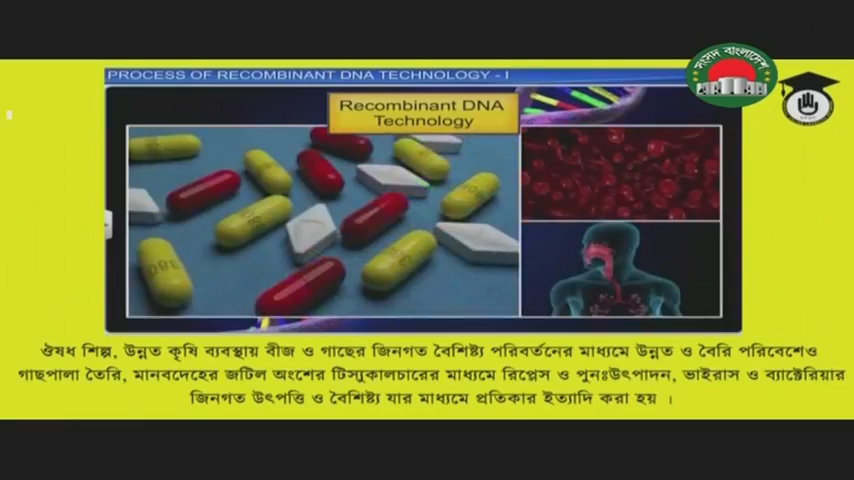 PROCESS OF RECOMBINANT DNA TECHNOLOGY - I
সংসদ বাংলাদেশ
Recombinant DNA
Technology
ঔষধ শিল্প, উন্নত কৃষি ব্যবস্থায় বীজ ও গাছের জিনগত বৈশিষ্ট্য পরিবর্তনের মাধ্যমে উন্নত ও বৈরি পরিবেশেও
গাছপালা তৈরি, মানবদেহের জটিল অংশের টিস্যুকালচারের মাধ্যমে রিপ্লেস ও পুনঃউৎপাদন, ভাইরাস ও ব্যাক্টেরিয়ার
জিনগত উৎপত্তি ও বৈশিষ্ট্য যার মাধ্যমে প্রতিকার ইত্যাদি করা হয় ।